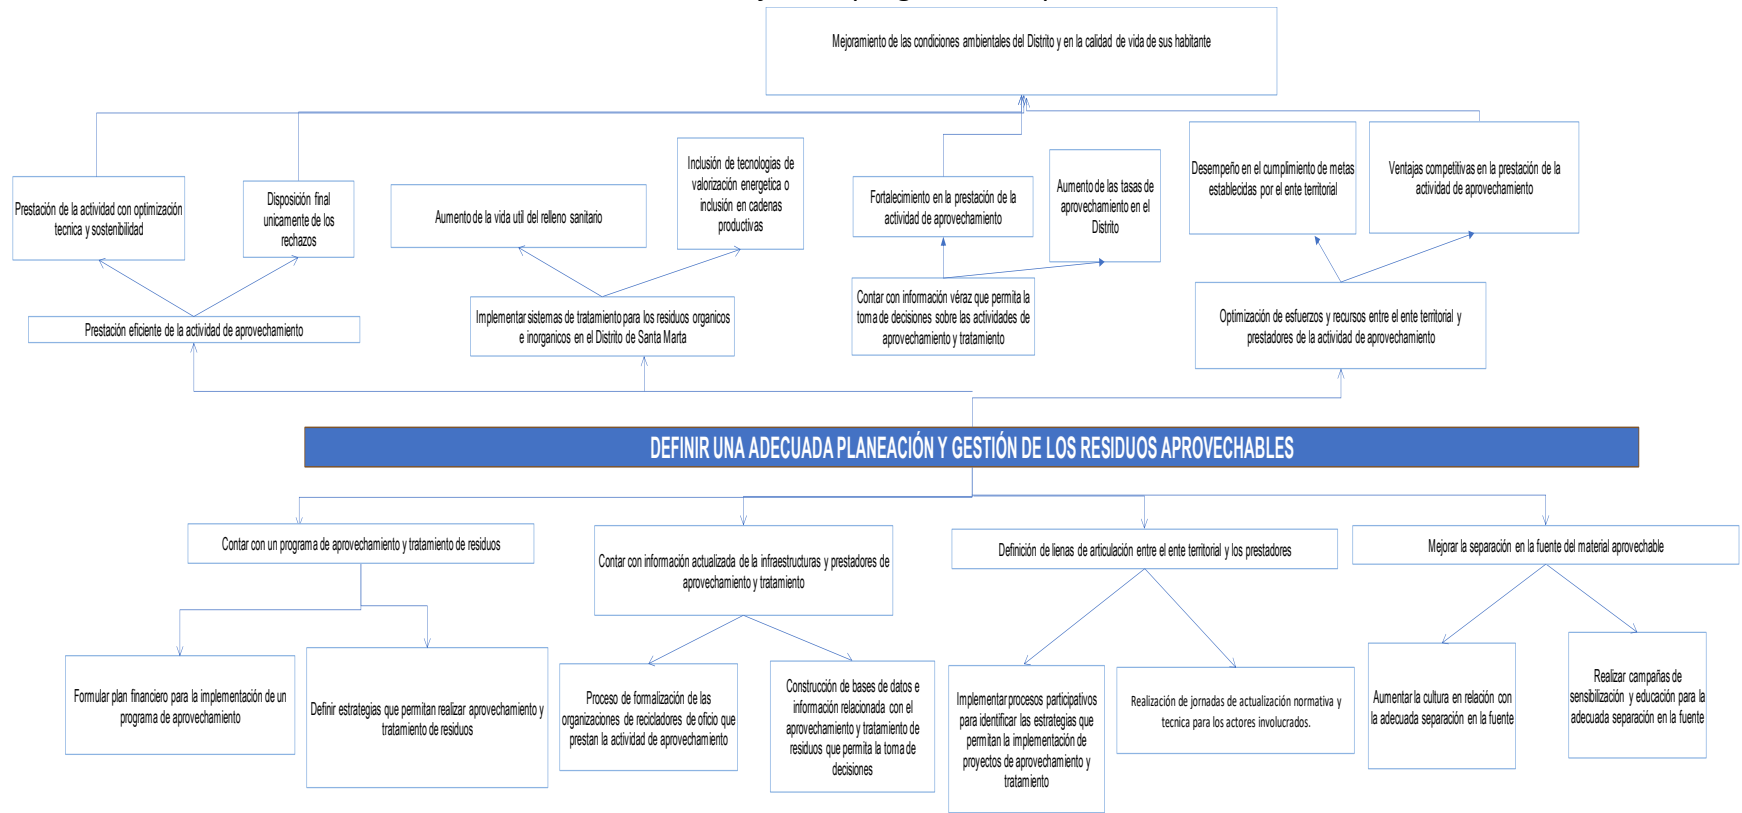 Mejoramiento de las condiciones ambientales del Distrito y en la calidad de vida de sus habitante
Prestación de la actividad con optimización
tecnica y sostenibilidad
Disposición final
unicamente de los
rechazos
Aumento de la vida util del relleno sanitario
Inclusión de tecnologias de
valorización energetica o
inclusión en cadenas
productivas
Fortalecimiento en la prestación de la
actividad de aprovechamiento
Aumento de las tasas de
aprovechamiento en el
Distrito
Desempeño en el cumplimiento de metas
establecidas por el ente territorial
Ventajas competitivas en la prestación de la
actividad de aprovechamiento
Prestación eficiente de la actividad de aprovechamiento
Implementar sistemas de tratamiento para los residuos organicos
e inorganicos en el Distrito de Santa Marta
Contar con información véraz que permita la
toma de decisiones sobre las actividades de
aprovechamiento y tratamiento
Optimización de esfuerzos y recursos entre el ente territorial y
prestadores de la actividad de aprovechamiento
DEFINIR UNA ADECUADA PLANEACIÓN Y GESTIÓN DE LOS RESIDUOS APROVECHABLES
Contar con un programa de aprovechamiento y tratamiento de residuos
Contar con información actualizada de la infraestructuras y prestadores de
aprovechamiento y tratamiento
Definición de lienas de articulación entre el ente territorial y los prestadores
Mejorar la separación en la fuente del material aprovechable
Formular plan financiero para la implementación de un
programa de aprovechamiento
Definir estrategias que permitan realizar aprovechamiento y
tratamiento de residuos
Proceso de formalización de las
organizaciones de recicladores de oficio que
prestan la actividad de aprovechamiento
Construcción de bases de datos e
información relacionada con el
aprovechamiento y tratamiento de
residuos que permita la toma de
decisiones
Implementar procesos participativos
para identificar las estrategias que
permitan la implementación de
proyectos de aprovechamiento y
tratamiento
Realización de jornadas de actualización normativa y
tecnica para los actores involucrados.
Aumentar la cultura en relación con
la adecuada separación en la fuente
Realizar campañas de
sensibilización y educación para la
adecuada separación en la fuente